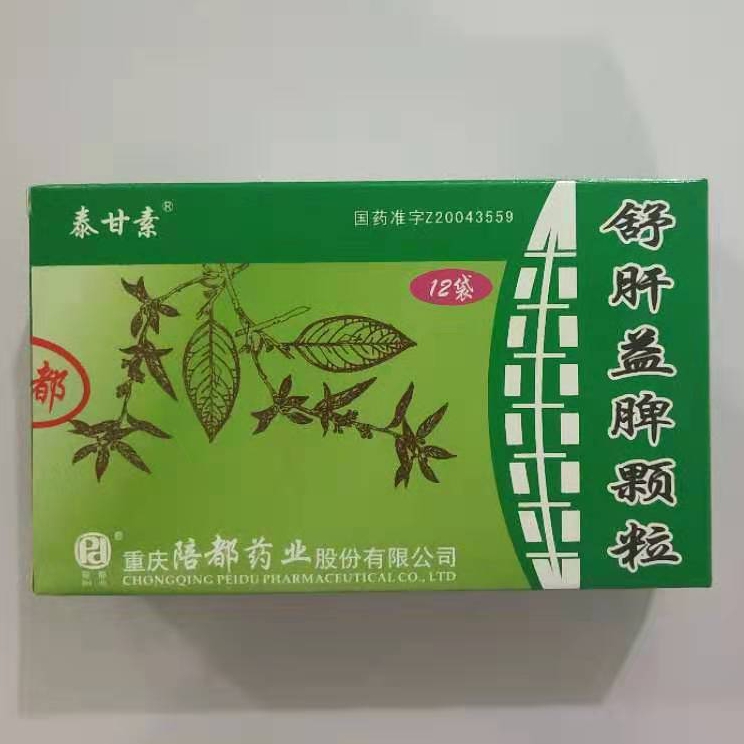 泰甘素®
国药准字Z20043559
12袋
舒肝益脾颗粒
都
重庆陪都药业股份有限公司
CHONGQING PEIDU PHARMACEUTICAL CO., LTD